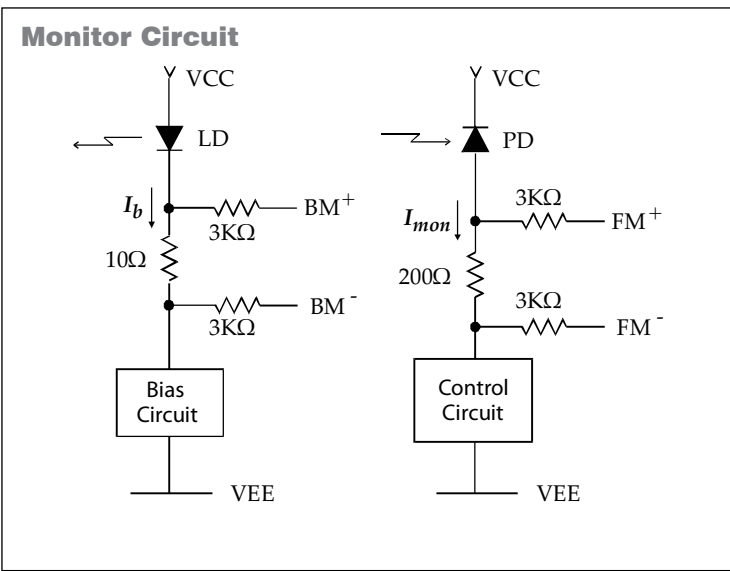 Monitor Circuit
VCC
LD
I_b
BM⁺
3KΩ
10Ω
BM⁻
3KΩ
Bias
Circuit
VEE
VCC
PD
3KΩ
I_mon
FM⁺
200Ω
3KΩ
FM⁻
Control
Circuit
VEE